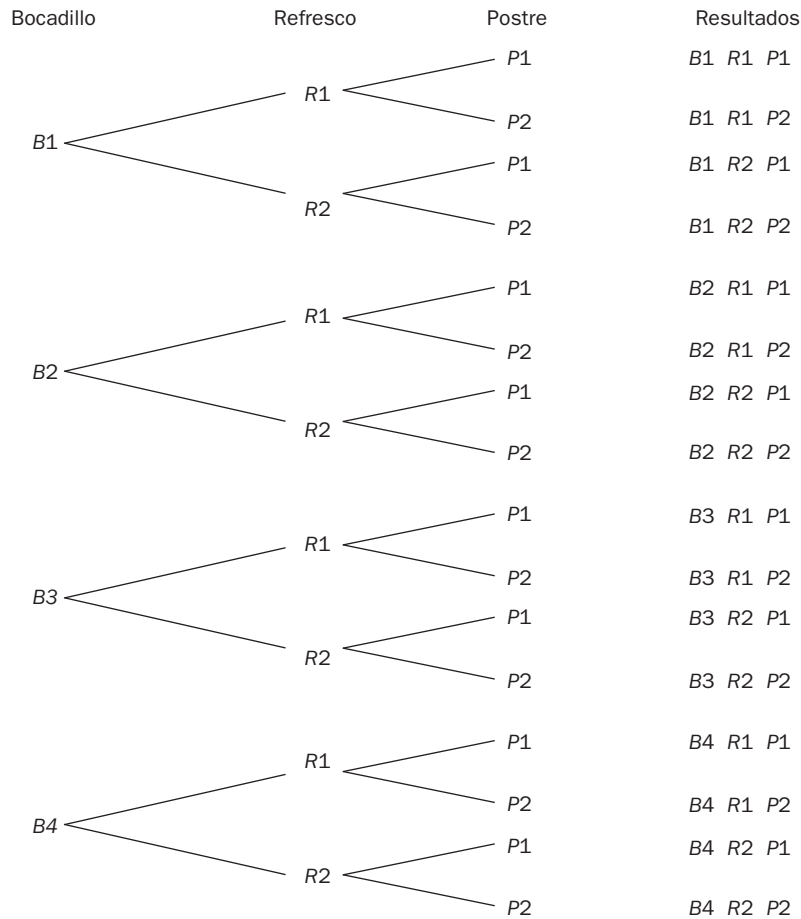 Bocadillo Refresco Postre Resultados
P1 B1 R1 P1
R1
P2 B1 R1 P2
B1
P1 B1 R2 P1
R2
P2 B1 R2 P2
P1 B2 R1 P1
R1
P2 B2 R1 P2
B2
P1 B2 R2 P1
R2
P2 B2 R2 P2
P1 B3 R1 P1
R1
P2 B3 R1 P2
B3
P1 B3 R2 P1
R2
P2 B3 R2 P2
P1 B4 R1 P1
R1
P2 B4 R1 P2
B4
P1 B4 R2 P1
R2
P2 B4 R2 P2